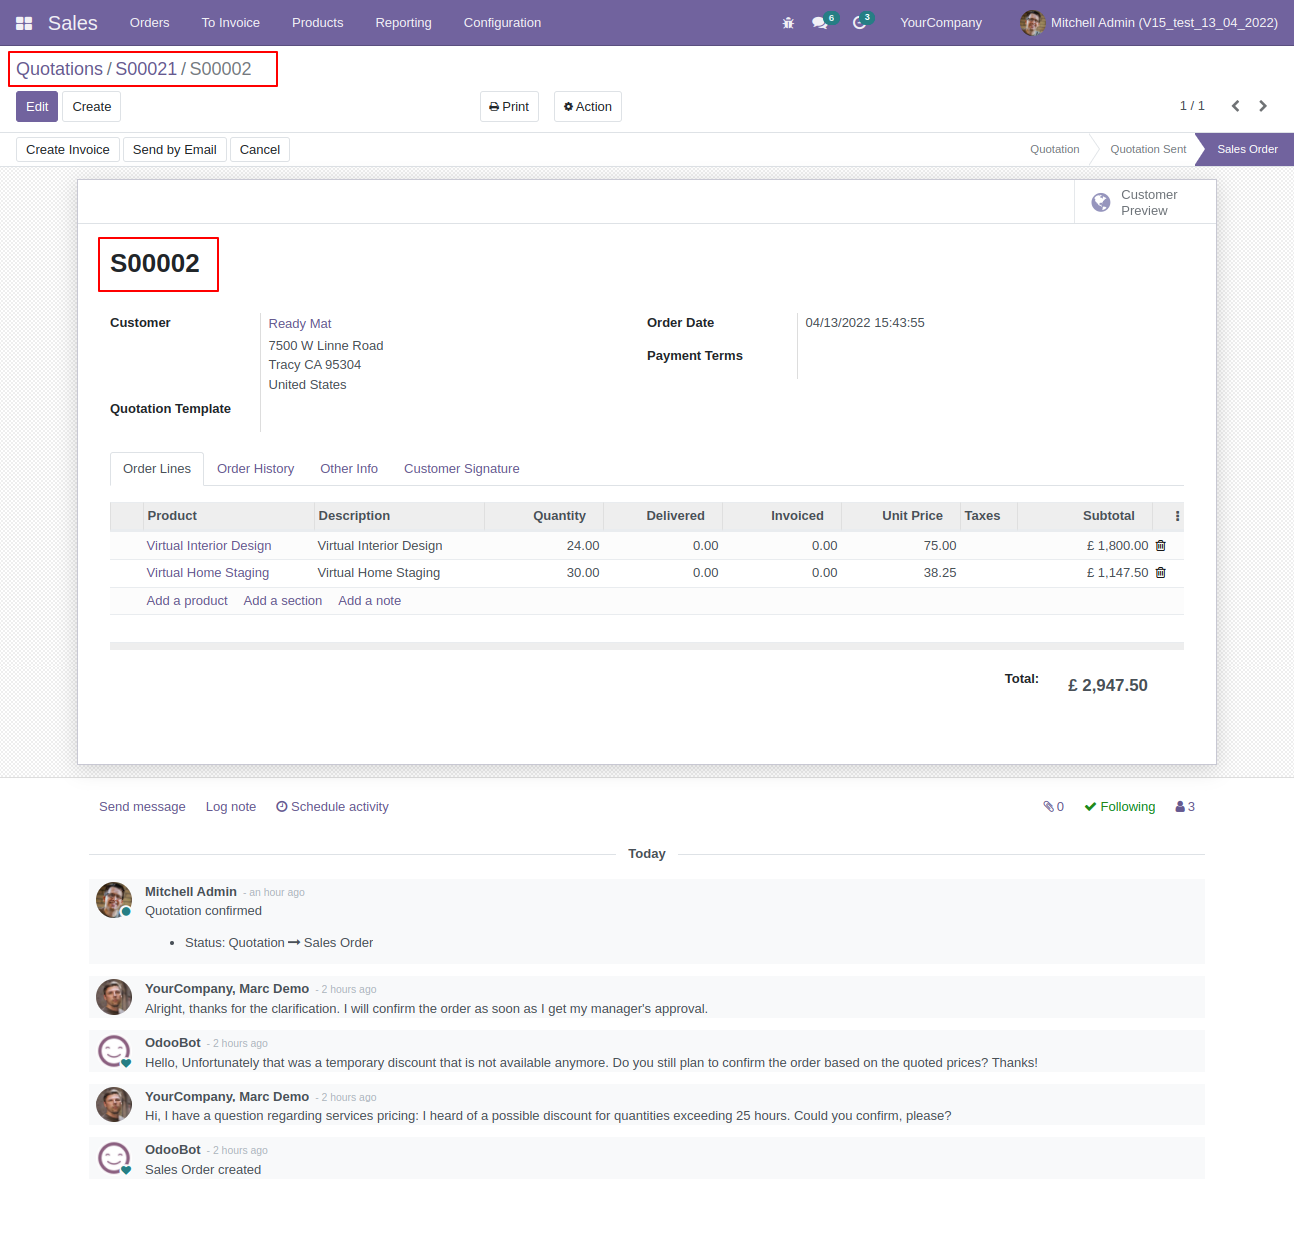 Sales Orders To Invoice Products Reporting Configuration 6 3 YourCompany Mitchell Admin (V15_test_13_04_2022)
Quotations / S00021 / S00002
Edit Create Print Action 1 / 1
Create Invoice Send by Email Cancel Quotation Quotation Sent Sales Order
Customer
Preview
S00002
Customer Ready Mat Order Date 04/13/2022 15:43:55
7500 W Linne Road
Payment Terms
Tracy CA 95304
United States
Quotation Template
Order Lines Order History Other Info Customer Signature
Product Description Quantity Delivered Invoiced Unit Price Taxes Subtotal
Virtual Interior Design Virtual Interior Design 24.00 0.00 0.00 75.00 £ 1,800.00
Virtual Home Staging Virtual Home Staging 30.00 0.00 0.00 38.25 £ 1,147.50
Add a product Add a section Add a note
Total: £ 2,947.50
Send message Log note Schedule activity 0 Following 3
Today
Mitchell Admin - an hour ago
Quotation confirmed
• Status: Quotation → Sales Order
YourCompany, Marc Demo - 2 hours ago
Alright, thanks for the clarification. I will confirm the order as soon as I get my manager's approval.
OdooBot - 2 hours ago
Hello, Unfortunately that was a temporary discount that is not available anymore. Do you still plan to confirm the order based on the quoted prices? Thanks!
YourCompany, Marc Demo - 2 hours ago
Hi, I have a question regarding services pricing: I heard of a possible discount for quantities exceeding 25 hours. Could you confirm, please?
OdooBot - 2 hours ago
Sales Order created